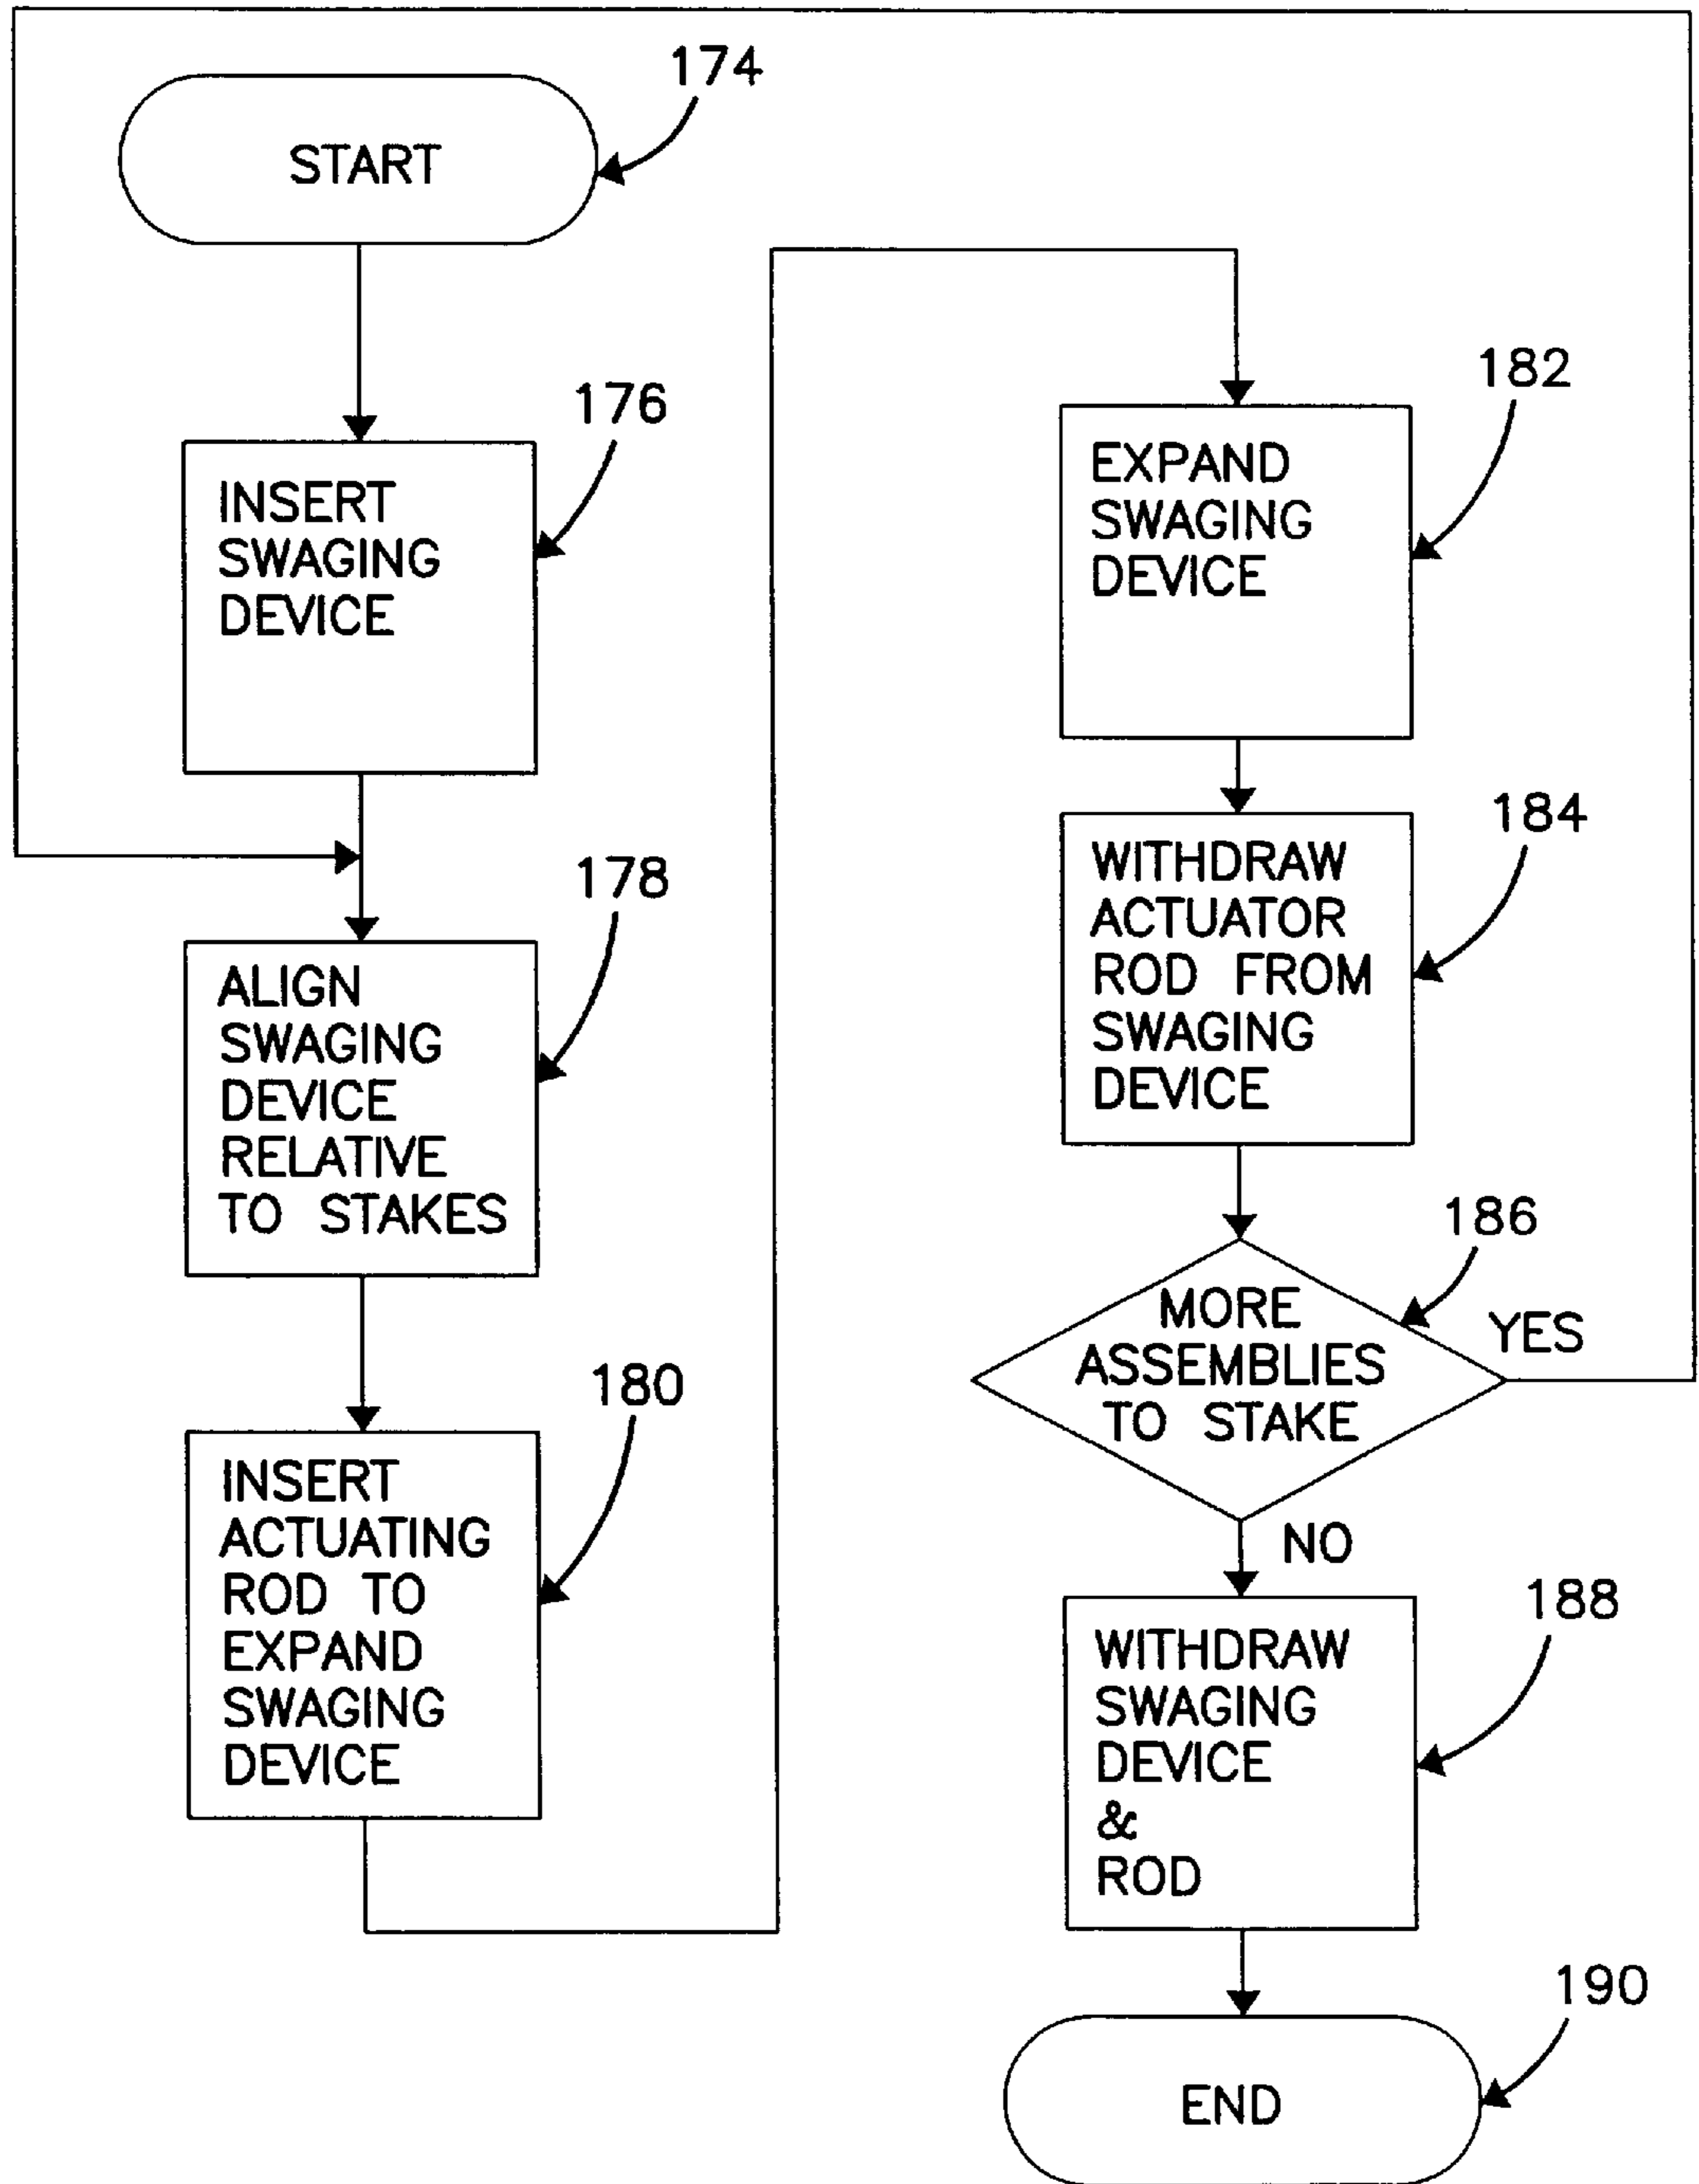 174
START
176
INSERT
SWAGING
DEVICE
178
ALIGN
SWAGING
DEVICE
RELATIVE
TO STAKES
180
INSERT
ACTUATING
ROD TO
EXPAND
SWAGING
DEVICE
182
EXPAND
SWAGING
DEVICE
184
WITHDRAW
ACTUATOR
ROD FROM
SWAGING
DEVICE
186
MORE
ASSEMBLIES
TO STAKE
YES
NO
188
WITHDRAW
SWAGING
DEVICE
&
ROD
190
END